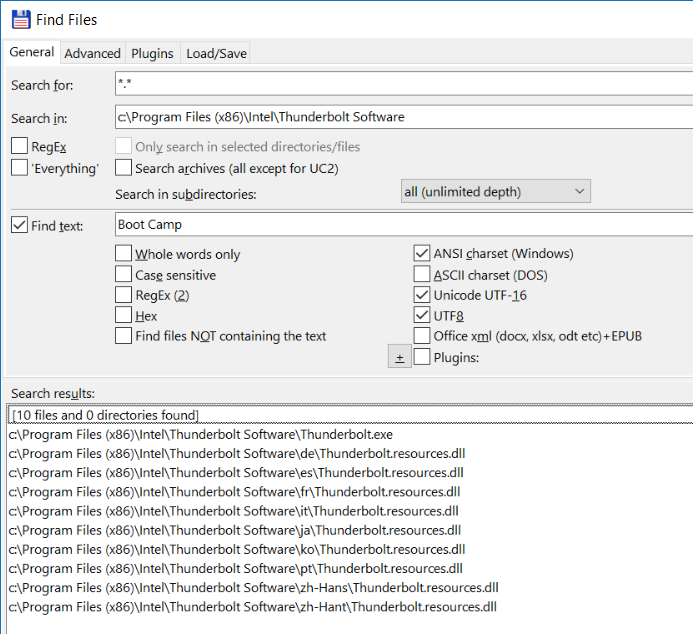 Find Files
General Advanced Plugins Load/Save
Search for: *.*
Search in: c:\Program Files (x86)\Intel\Thunderbolt Software
RegEx Only search in selected directories/files
'Everything' Search archives (all except for UC2)
Search in subdirectories: all (unlimited depth)
Find text: Boot Camp
Whole words only ANSI charset (Windows)
Case sensitive ASCII charset (DOS)
RegEx (2) Unicode UTF-16
Hex UTF8
Find files NOT containing the text Office xml (docx, xlsx, odt etc)+EPUB
+ Plugins:
Search results:
[10 files and 0 directories found]
c:\Program Files (x86)\Intel\Thunderbolt Software\Thunderbolt.exe
c:\Program Files (x86)\Intel\Thunderbolt Software\de\Thunderbolt.resources.dll
c:\Program Files (x86)\Intel\Thunderbolt Software\es\Thunderbolt.resources.dll
c:\Program Files (x86)\Intel\Thunderbolt Software\fr\Thunderbolt.resources.dll
c:\Program Files (x86)\Intel\Thunderbolt Software\it\Thunderbolt.resources.dll
c:\Program Files (x86)\Intel\Thunderbolt Software\ja\Thunderbolt.resources.dll
c:\Program Files (x86)\Intel\Thunderbolt Software\ko\Thunderbolt.resources.dll
c:\Program Files (x86)\Intel\Thunderbolt Software\pt\Thunderbolt.resources.dll
c:\Program Files (x86)\Intel\Thunderbolt Software\zh-Hans\Thunderbolt.resources.dll
c:\Program Files (x86)\Intel\Thunderbolt Software\zh-Hant\Thunderbolt.resources.dll